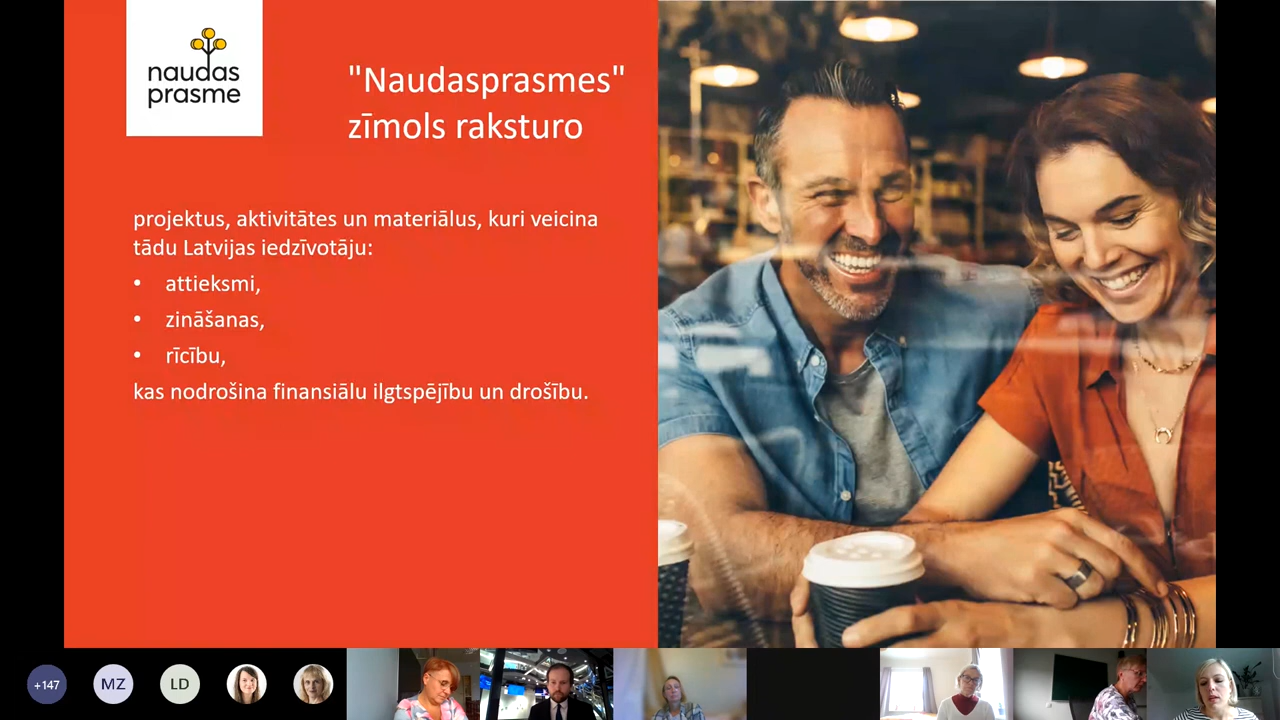 naudas
prasme
"Naudasprasmes"
zīmols raksturo
projektus, aktivitātes un materiālus, kuri veicina
tādu Latvijas iedzīvotāju:
• attieksmi,
• zināšanas,
• rīcību,
kas nodrošina finansiālu ilgtspējību un drošību.
+147
MZ
LD